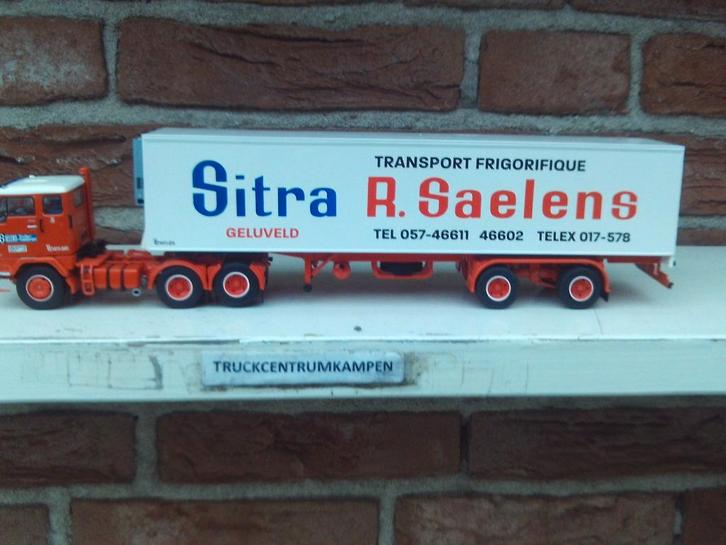 TRANSPORT FRIGORIFIQUE
Sitra R. Saelens
GELUVELD
TEL 057-46611 46602 TELEX 017-578
TRUCKCENTRUMKAMPEN